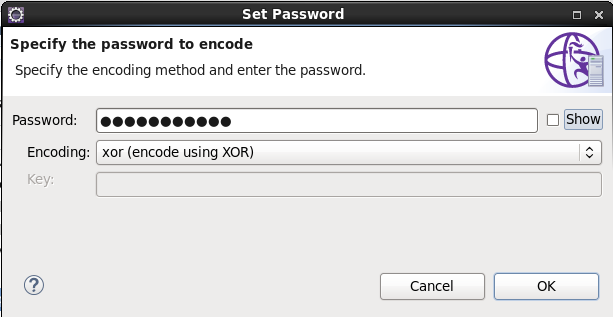 Set Password
Specify the password to encode
Specify the encoding method and enter the password.
Password: ●●●●●●●●●●● Show
Encoding: xor (encode using XOR)
Key:
? Cancel OK